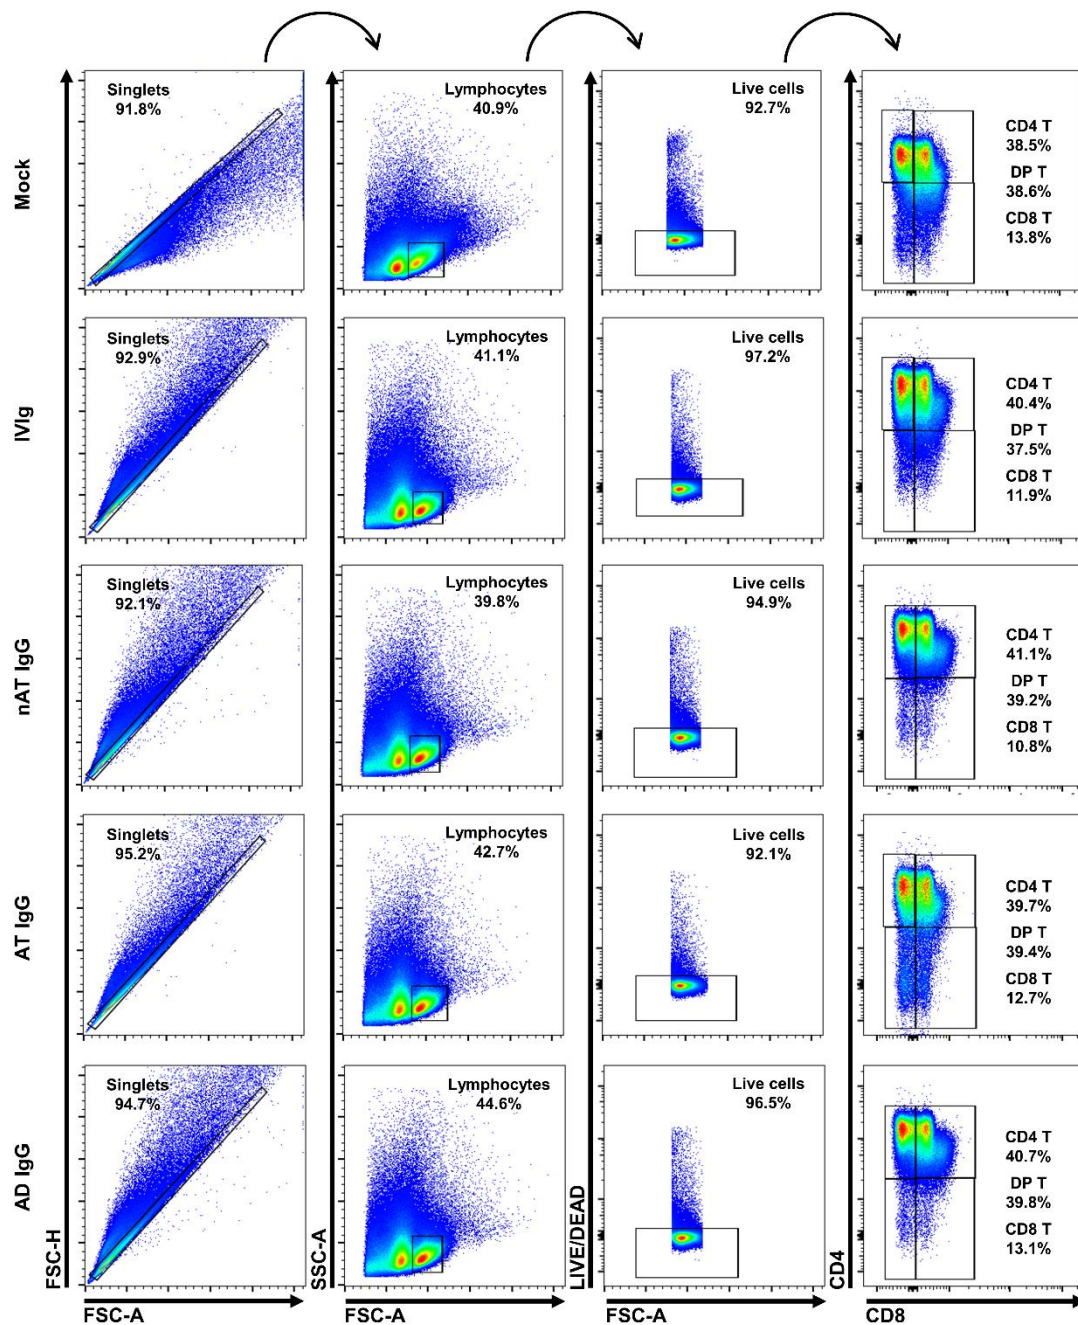 Mock
Singlets
91.8%
Lymphocytes
40.9%
Live cells
92.7%
CD4 T
38.5%
DP T
38.6%
CD8 T
13.8%
IVIg
Singlets
92.9%
Lymphocytes
41.1%
Live cells
97.2%
CD4 T
40.4%
DP T
37.5%
CD8 T
11.9%
nAT IgG
Singlets
92.1%
Lymphocytes
39.8%
Live cells
94.9%
CD4 T
41.1%
DP T
39.2%
CD8 T
10.8%
AT IgG
Singlets
95.2%
Lymphocytes
42.7%
Live cells
92.1%
CD4 T
39.7%
DP T
39.4%
CD8 T
12.7%
AD IgG
Singlets
94.7%
Lymphocytes
44.6%
Live cells
96.5%
CD4 T
40.7%
DP T
39.8%
CD8 T
13.1%
FSC-H
SSC-A
LIVE/DEAD
CD4
FSC-A
FSC-A
FSC-A
CD8